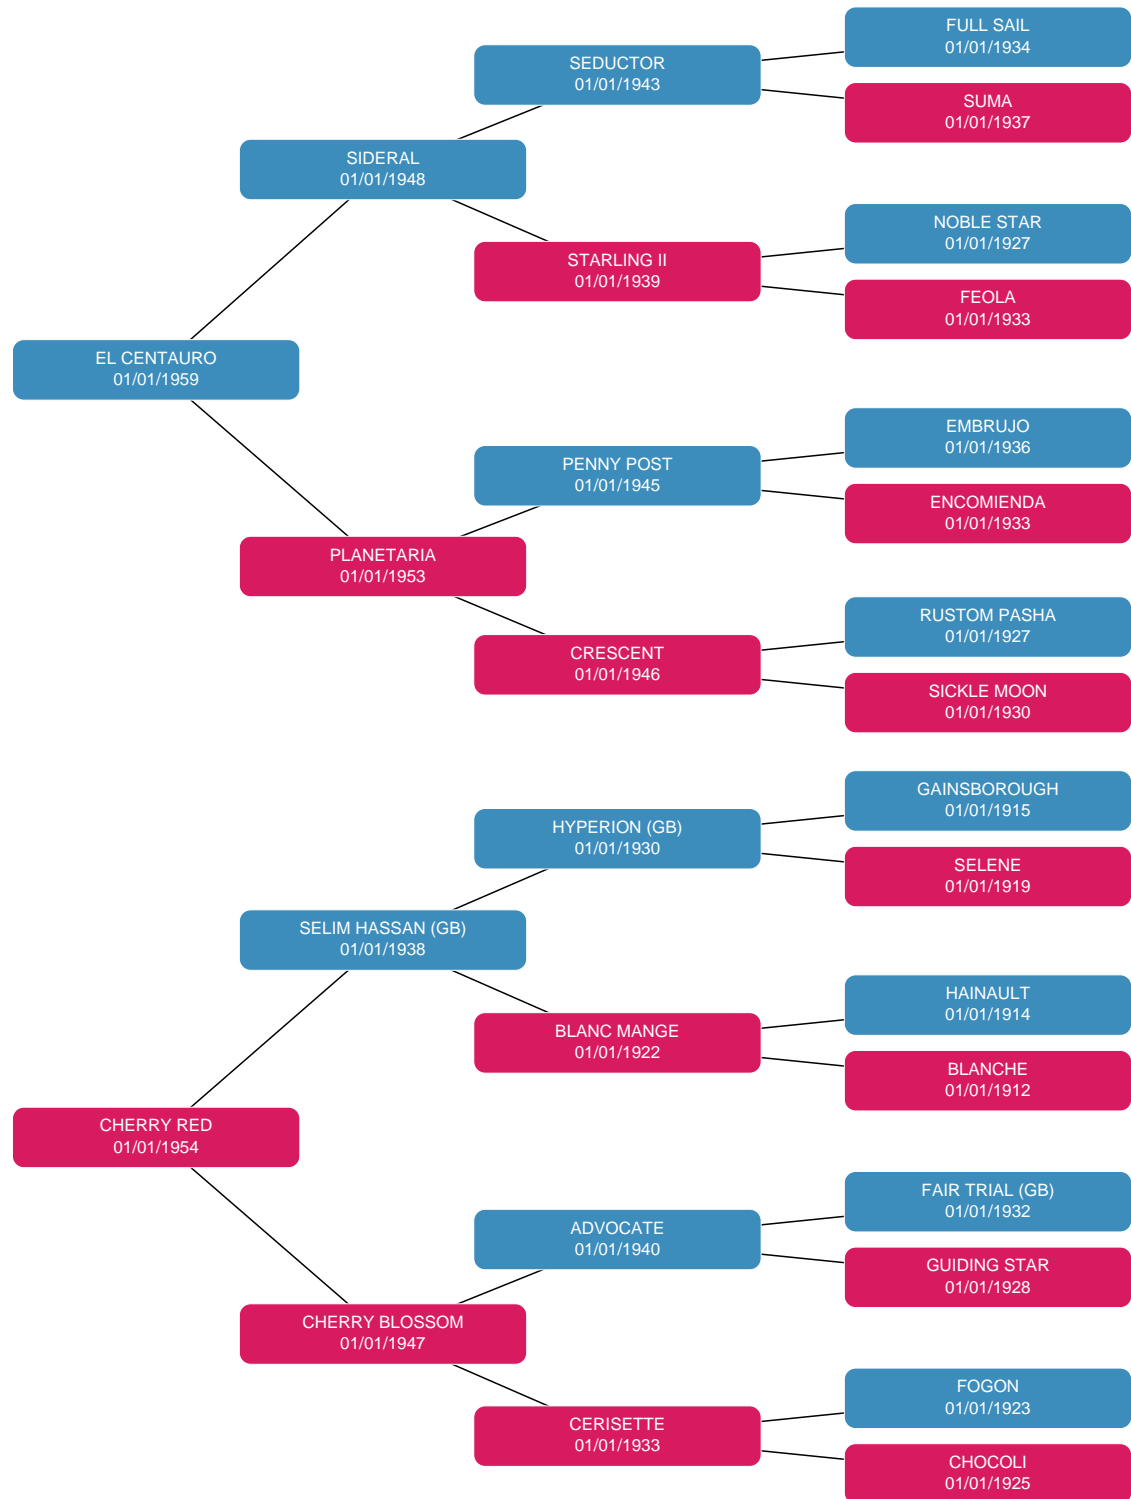 FULL SAIL
01/01/1934
SEDUCTOR
01/01/1943
SUMA
01/01/1937
SIDERAL
01/01/1948
NOBLE STAR
01/01/1927
STARLING II
01/01/1939
FEOLA
01/01/1933
EL CENTAURO
01/01/1959
EMBRUJO
01/01/1936
PENNY POST
01/01/1945
ENCOMIENDA
01/01/1933
PLANETARIA
01/01/1953
RUSTOM PASHA
01/01/1927
CRESCENT
01/01/1946
SICKLE MOON
01/01/1930
GAINSBOROUGH
01/01/1915
HYPERION (GB)
01/01/1930
SELENE
01/01/1919
SELIM HASSAN (GB)
01/01/1938
HAINAULT
01/01/1914
BLANC MANGE
01/01/1922
BLANCHE
01/01/1912
CHERRY RED
01/01/1954
FAIR TRIAL (GB)
01/01/1932
ADVOCATE
01/01/1940
GUIDING STAR
01/01/1928
CHERRY BLOSSOM
01/01/1947
FOGON
01/01/1923
CERISETTE
01/01/1933
CHOCOLI
01/01/1925